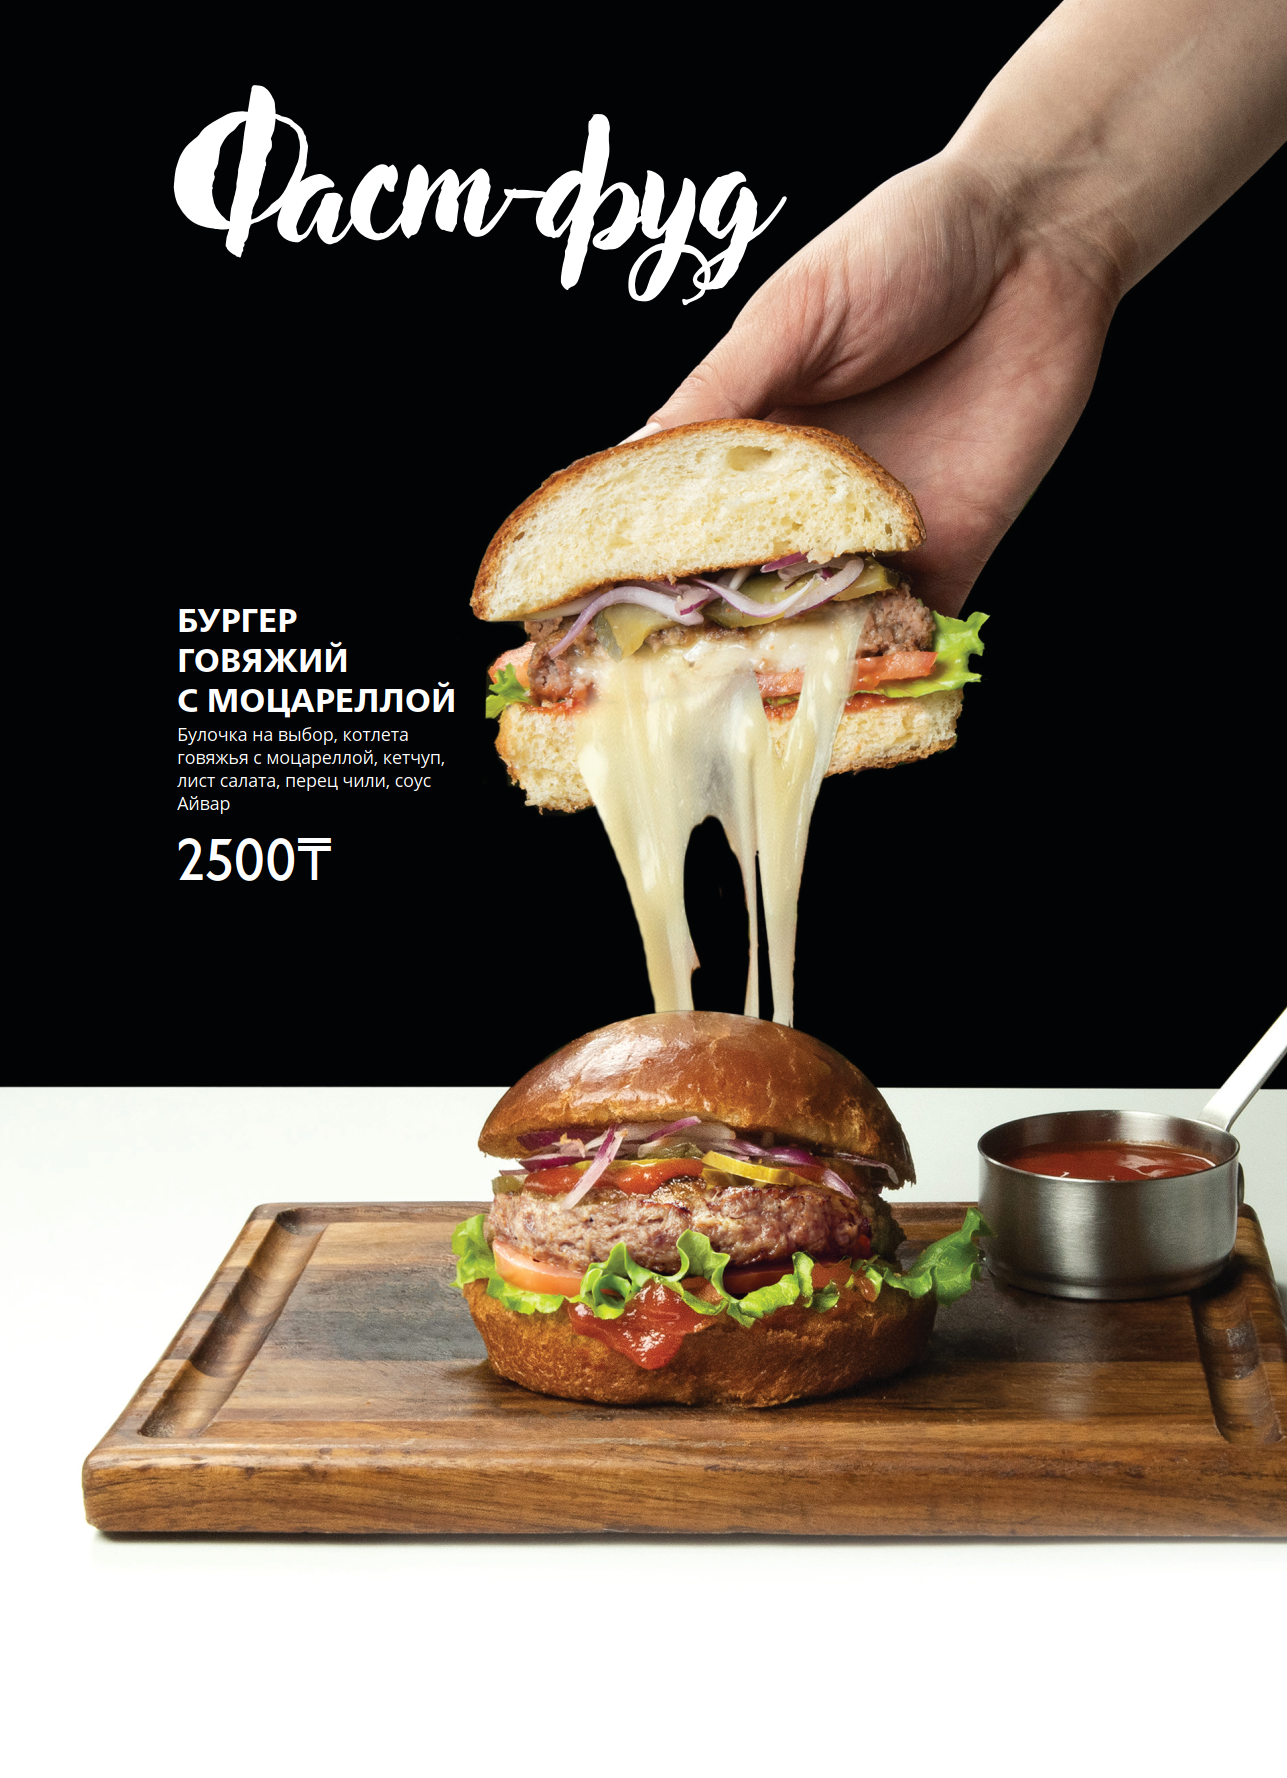 Фаст-фуд
БУРГЕР
ГОВЯЖИЙ
С МОЦАРЕЛЛОЙ
Булочка на выбор, котлета
говяжья с моцареллой, кетчуп,
лист салата, перец чили, соус
Айвар
2500₸